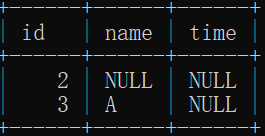 +------+------+------+
| id | name | time |
+------+------+------+
| 2 | NULL | NULL |
| 3 | A | NULL |
+------+------+------+